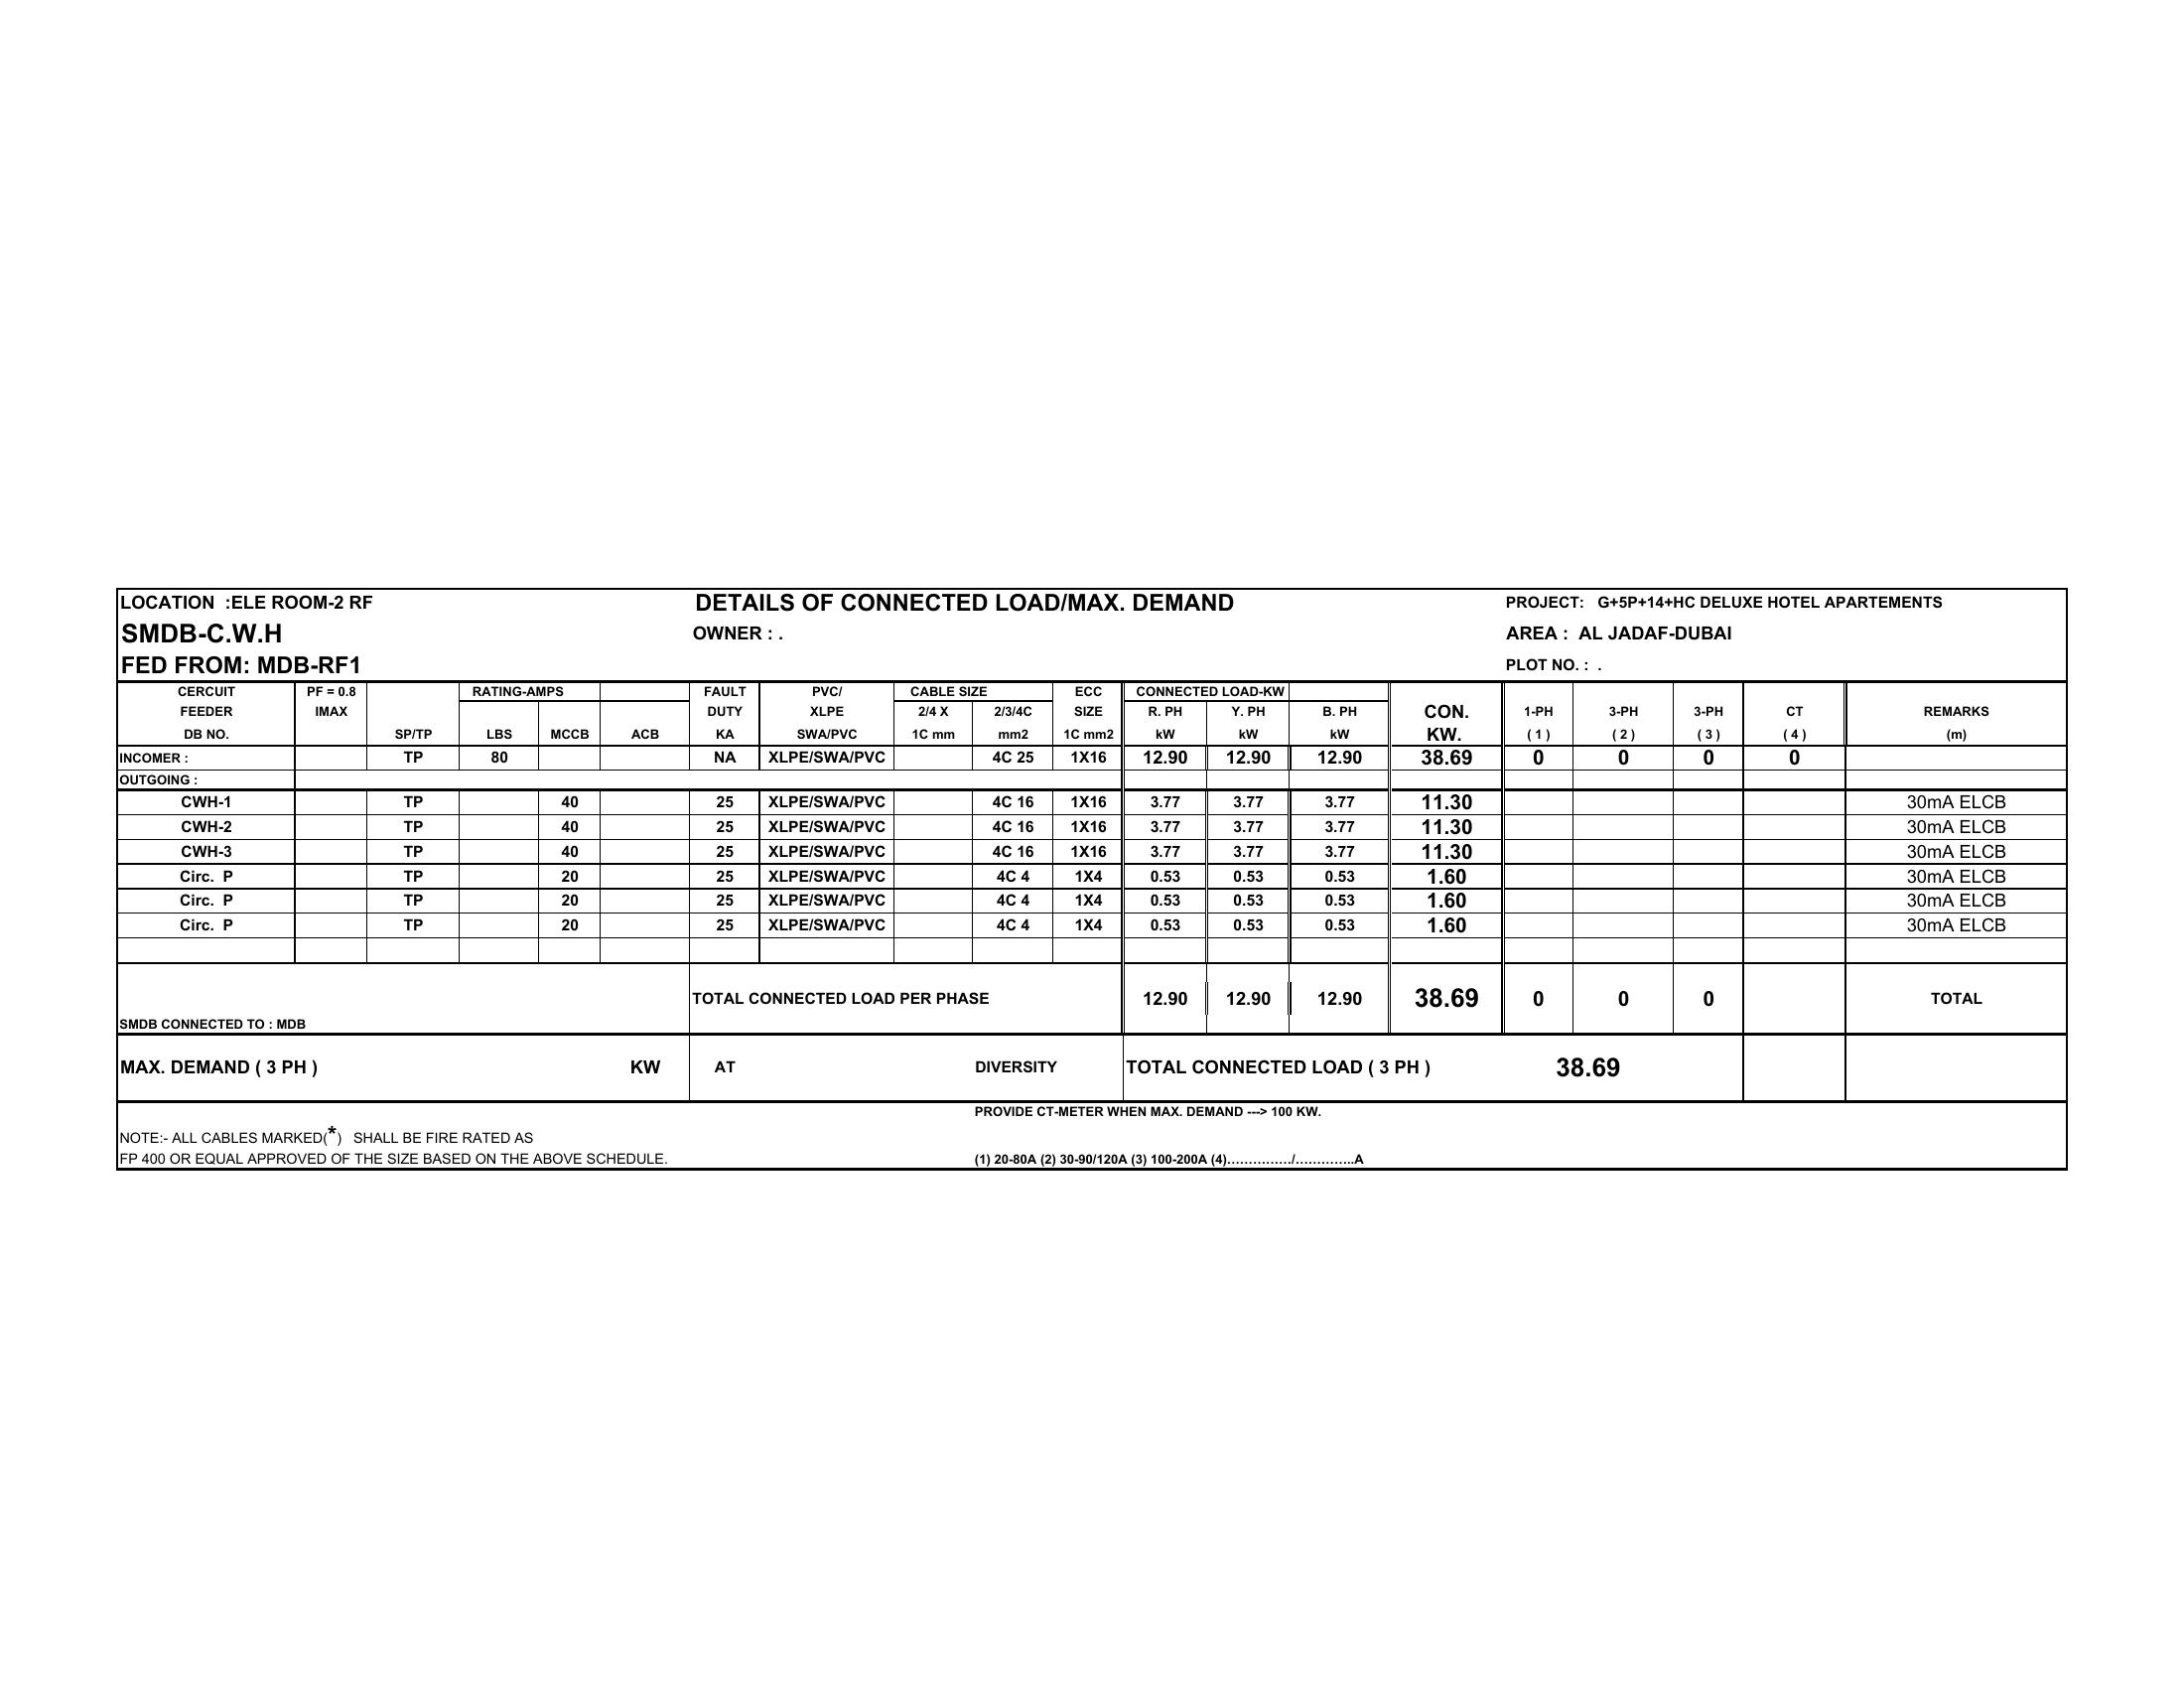 LOCATION :ELE ROOM-2 RF DETAILS OF CONNECTED LOAD/MAX. DEMAND PROJECT: G+5P+14+HC DELUXE HOTEL APARTEMENTS
SMDB-C.W.H OWNER : . AREA : AL JADAF-DUBAI
FED FROM: MDB-RF1 PLOT NO. : .
CERCUIT PF = 0.8 RATING-AMPS FAULT PVC/ CABLE SIZE ECC CONNECTED LOAD-KW
FEEDER IMAX DUTY XLPE 2/4 X 2/3/4C SIZE R. PH Y. PH B. PH CON. 1-PH 3-PH 3-PH CT REMARKS
DB NO. SP/TP LBS MCCB ACB KA SWA/PVC 1C mm mm2 1C mm2 kW kW kW KW. ( 1 ) ( 2 ) ( 3 ) ( 4 ) (m)
INCOMER : TP 80 NA XLPE/SWA/PVC 4C 25 1X16 12.90 12.90 12.90 38.69 0 0 0 0
OUTGOING :
CWH-1 TP 40 25 XLPE/SWA/PVC 4C 16 1X16 3.77 3.77 3.77 11.30 30mA ELCB
CWH-2 TP 40 25 XLPE/SWA/PVC 4C 16 1X16 3.77 3.77 3.77 11.30 30mA ELCB
CWH-3 TP 40 25 XLPE/SWA/PVC 4C 16 1X16 3.77 3.77 3.77 11.30 30mA ELCB
Circ. P TP 20 25 XLPE/SWA/PVC 4C 4 1X4 0.53 0.53 0.53 1.60 30mA ELCB
Circ. P TP 20 25 XLPE/SWA/PVC 4C 4 1X4 0.53 0.53 0.53 1.60 30mA ELCB
Circ. P TP 20 25 XLPE/SWA/PVC 4C 4 1X4 0.53 0.53 0.53 1.60 30mA ELCB
TOTAL CONNECTED LOAD PER PHASE 12.90 12.90 12.90 38.69 0 0 0 TOTAL
SMDB CONNECTED TO : MDB
MAX. DEMAND ( 3 PH ) KW AT DIVERSITY TOTAL CONNECTED LOAD ( 3 PH ) 38.69
PROVIDE CT-METER WHEN MAX. DEMAND ---> 100 KW.
NOTE:- ALL CABLES MARKED(*) SHALL BE FIRE RATED AS
FP 400 OR EQUAL APPROVED OF THE SIZE BASED ON THE ABOVE SCHEDULE. (1) 20-80A (2) 30-90/120A (3) 100-200A (4)……………/…………..A